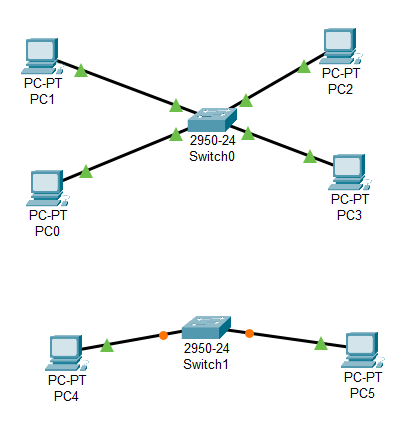 PC-PT
PC1
PC-PT
PC2
2950-24
Switch0
PC-PT
PC0
PC-PT
PC3
2950-24
Switch1
PC-PT
PC4
PC-PT
PC5